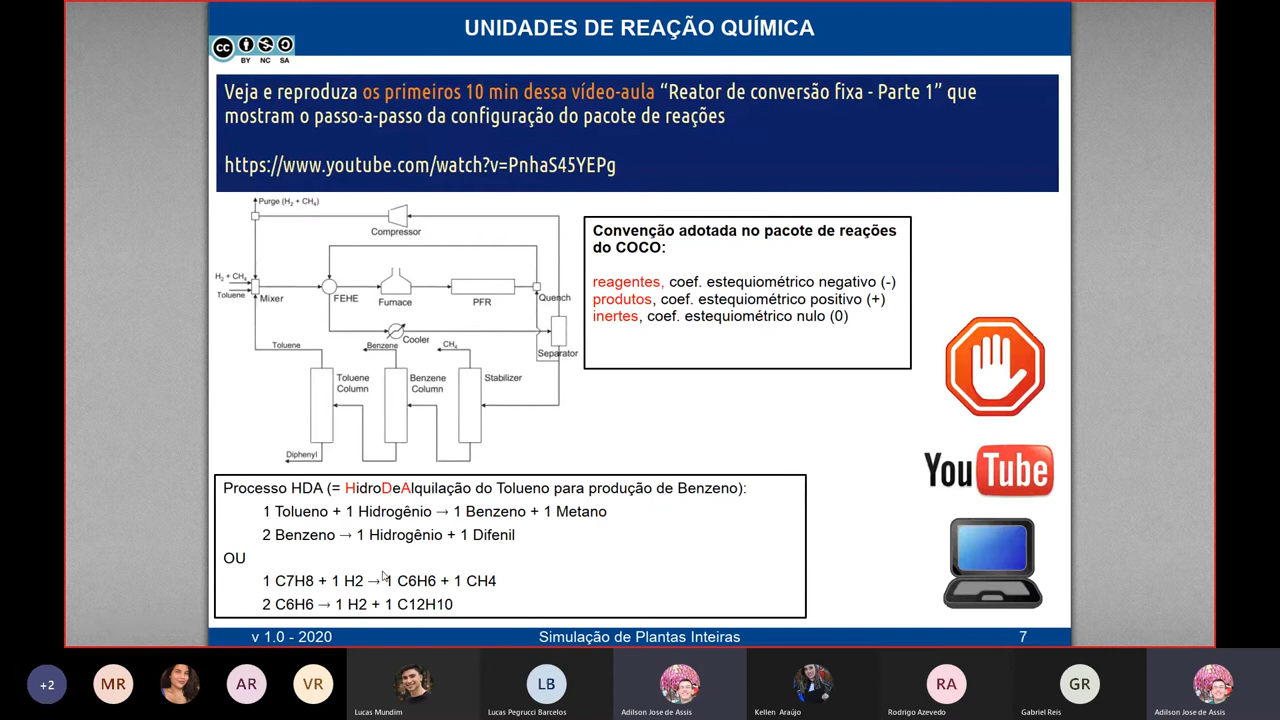 UNIDADES DE REAÇÃO QUÍMICA
cc
BY NC SA
Veja e reproduza os primeiros 10 min dessa vídeo-aula “Reator de conversão fixa - Parte 1” que
mostram o passo-a-passo da configuração do pacote de reações
https://www.youtube.com/watch?v=PnhaS45YEPg
Purge (H₂ + CH₄)
Compressor
H₂ + CH₄
Toluene
Mixer
FEHE
Furnace
PFR
Quench
Cooler
Separator
Toluene
Benzene
CH₄
Toluene
Column
Benzene
Column
Stabilizer
Diphenyl
Convenção adotada no pacote de reações
do COCO:
reagentes, coef. estequiométrico negativo (-)
produtos, coef. estequiométrico positivo (+)
inertes, coef. estequiométrico nulo (0)
YouTube
Processo HDA (= HidroDeAlquilação do Tolueno para produção de Benzeno):
1 Tolueno + 1 Hidrogênio → 1 Benzeno + 1 Metano
2 Benzeno → 1 Hidrogênio + 1 Difenil
OU
1 C7H8 + 1 H2 → 1 C6H6 + 1 CH4
2 C6H6 → 1 H2 + 1 C12H10
v 1.0 - 2020
Simulação de Plantas Inteiras
7
+2
MR
AR
VR
Lucas Mundim
LB
Lucas Pegrucci Barcelos
Adilson Jose de Assis
Kellen Araújo
RA
Rodrigo Azevedo
GR
Gabriel Reis
Adilson Jose de Assis